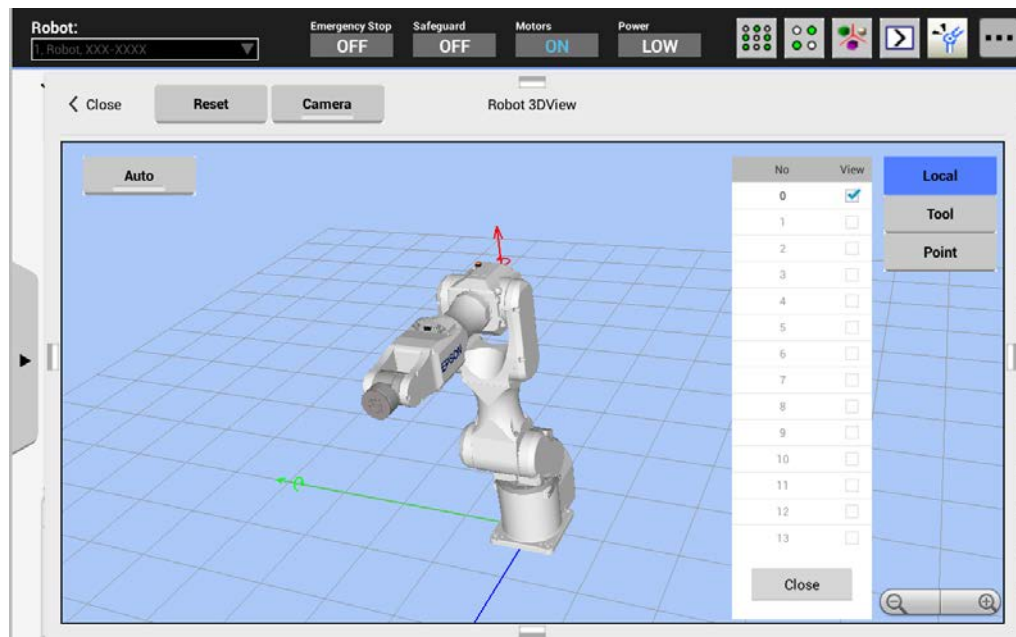 Robot:
1, Robot, XXX-XXXX
Emergency Stop
OFF
Safeguard
OFF
Motors
ON
Power
LOW
Close
Reset
Camera
Robot 3DView
Auto
No View
0
1
2
3
4
5
6
7
8
9
10
11
12
13
Close
Local
Tool
Point
EPSON